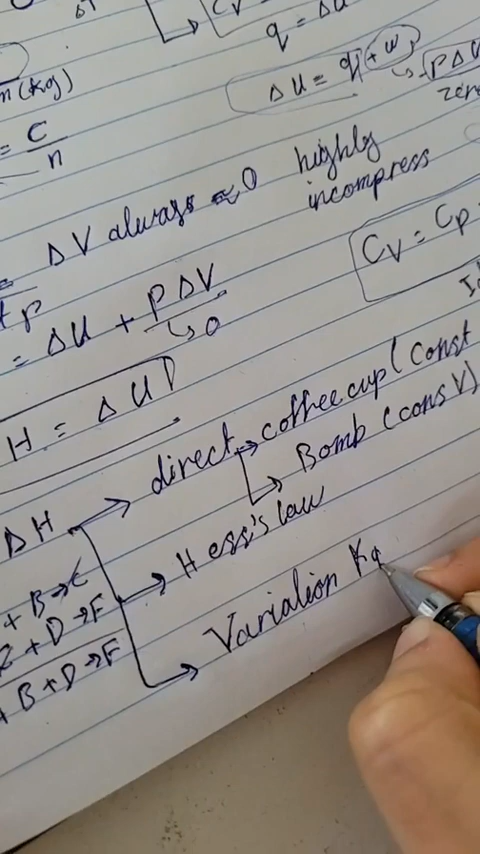 q = ΔU
ΔU = q + w
PΔV
zero
m(kg)
= C
n
ΔV always ≈ 0 highly
incompress
Cv = Cp
= ΔU + PΔV
↳ 0
H = ΔU
ΔH → direct → coffee cup (const
↳ Bomb (cons V)
→ Hess's law
→ Variation K
+ B → C
+ D → F
+ B + D → F